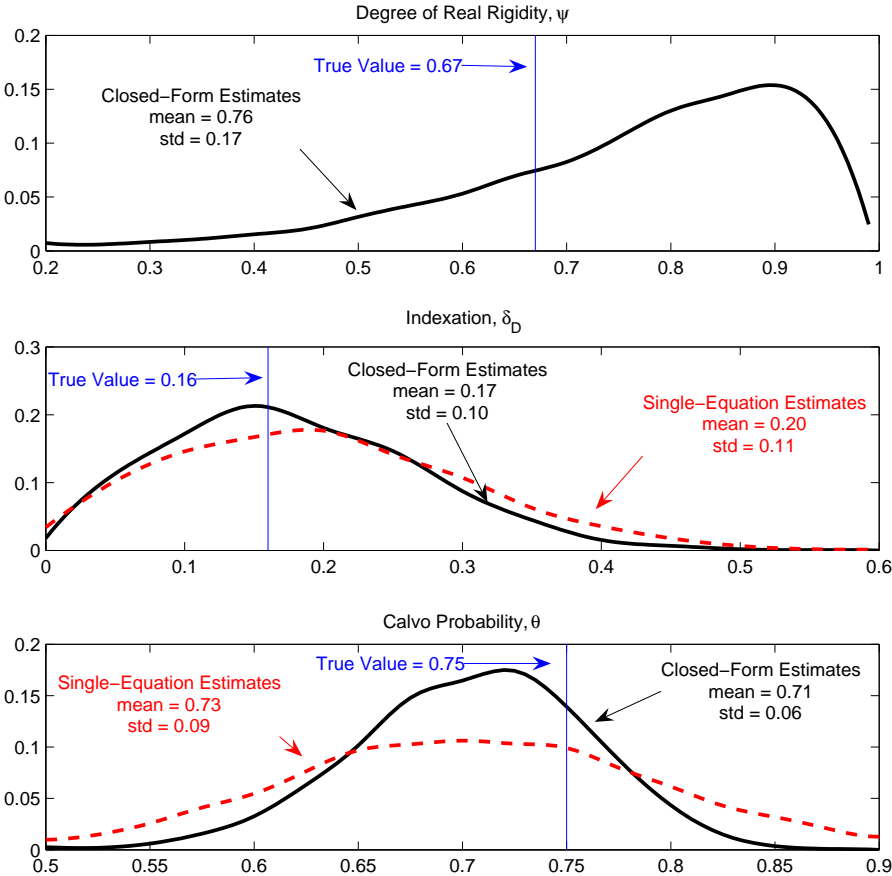 Degree of Real Rigidity, ψ
0.2
True Value = 0.67
0.15
Closed−Form Estimates
mean = 0.76
std = 0.17
0.1
0.05
0
0.2 0.3 0.4 0.5 0.6 0.7 0.8 0.9 1
Indexation, δD
0.3
True Value = 0.16
Closed−Form Estimates
mean = 0.17
std = 0.10
Single−Equation Estimates
mean = 0.20
std = 0.11
0.2
0.1
0
0 0.1 0.2 0.3 0.4 0.5 0.6
Calvo Probability, θ
0.2
True Value = 0.75
Single−Equation Estimates
mean = 0.73
std = 0.09
Closed−Form Estimates
mean = 0.71
std = 0.06
0.15
0.1
0.05
0
0.5 0.55 0.6 0.65 0.7 0.75 0.8 0.85 0.9